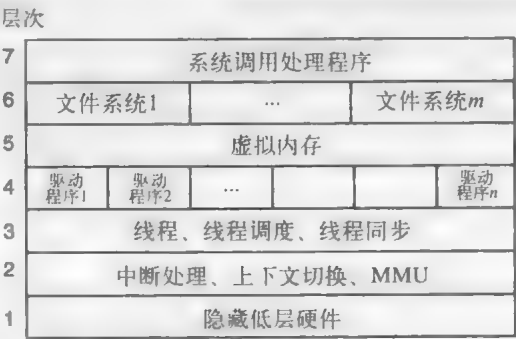 层次
7 系统调用处理程序
6 文件系统1 … 文件系统m
5 虚拟内存
4 驱动程序1 驱动程序2 … 驱动程序n
3 线程、线程调度、线程同步
2 中断处理、上下文切换、MMU
1 隐藏低层硬件